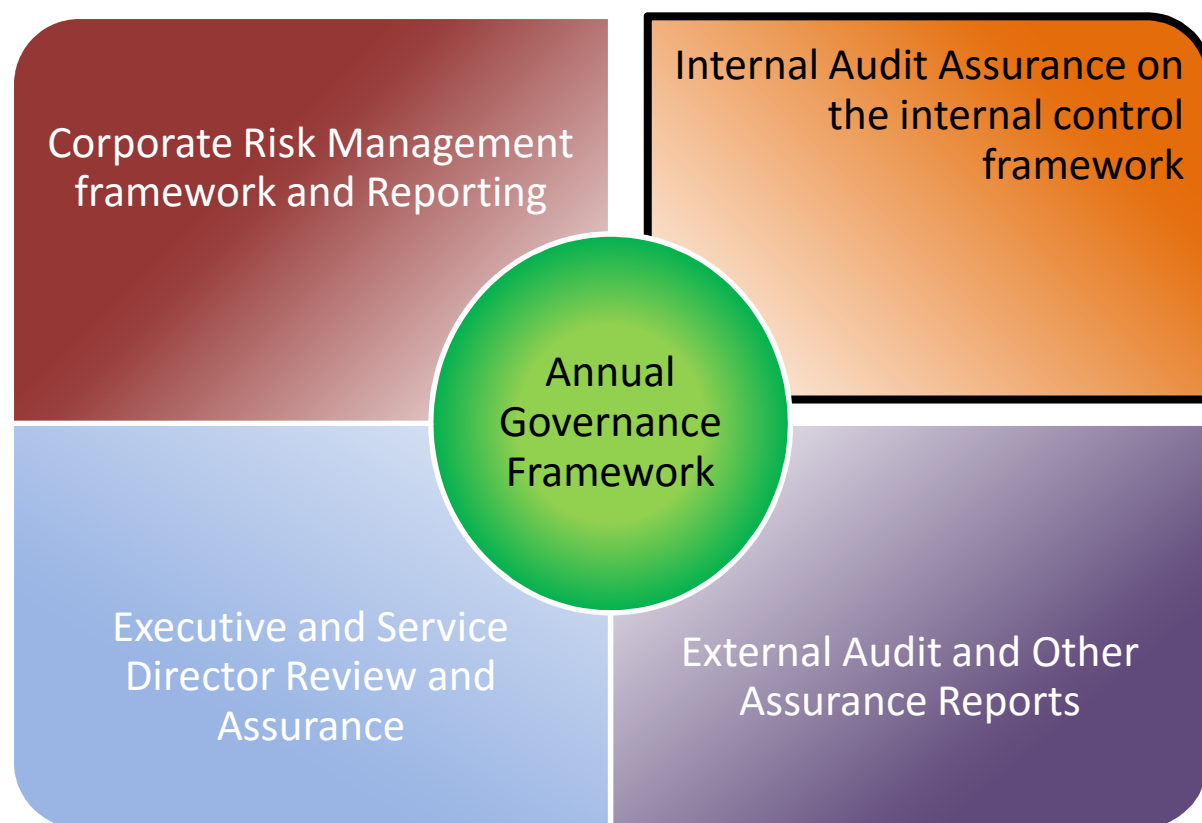 Corporate Risk Management
framework and Reporting
Internal Audit Assurance on
the internal control
framework
Annual
Governance
Framework
Executive and Service
Director Review and
Assurance
External Audit and Other
Assurance Reports